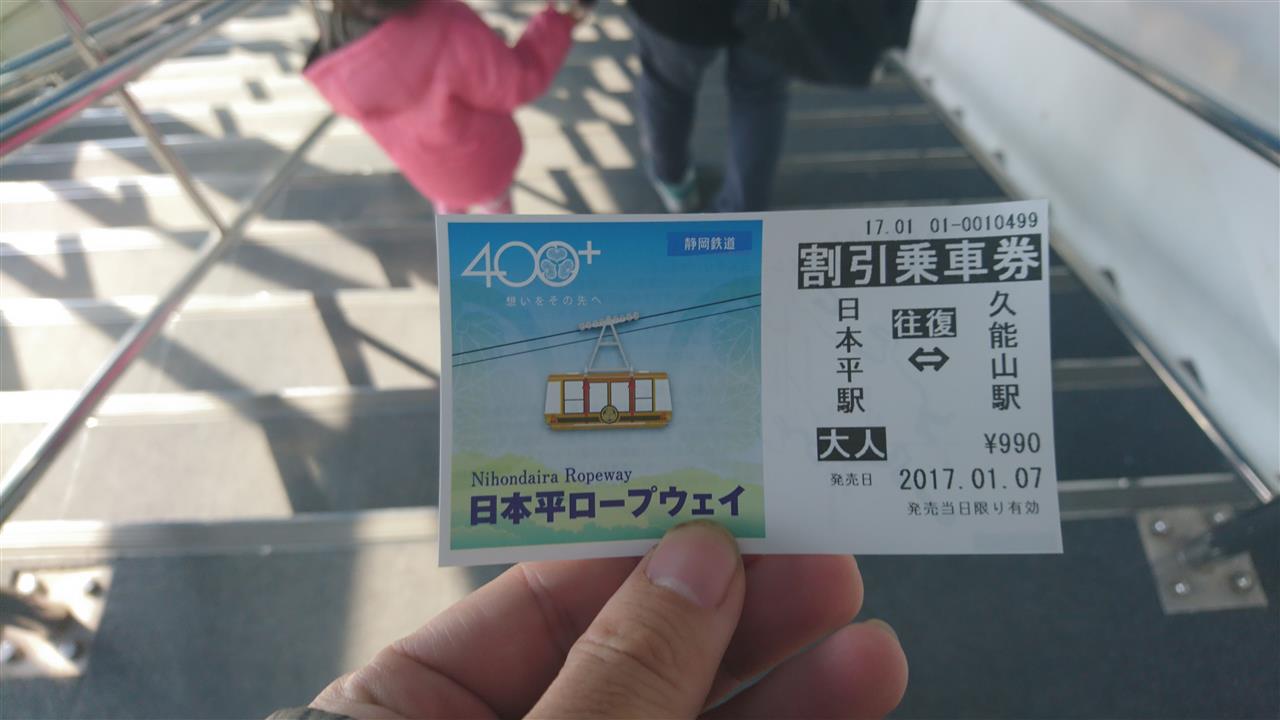 400+
静岡鉄道
想いをその先へ
Nihondaira Ropeway
日本平ロープウェイ
17.01 01-0010499
割引乗車券
日本平駅
往復
⇔
久能山駅
大人
¥990
発売日 2017.01.07
発売当日限り有効